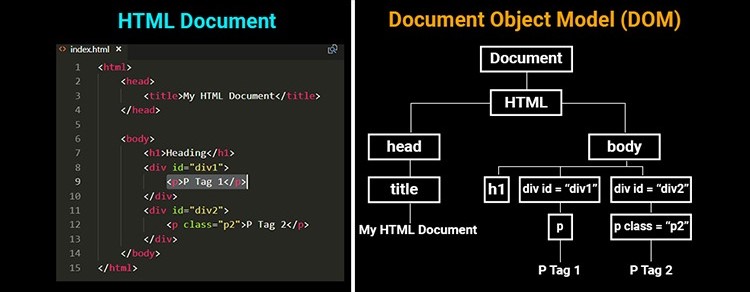 HTML Document
index.html
1 <html>
2 <head>
3 <title>My HTML Document</title>
4 </head>
5
6 <body>
7 <h1>Heading</h1>
8 <div id="div1">
9 <p>P Tag 1</p>
10 </div>
11 <div id="div2">
12 <p class="p2">P Tag 2</p>
13 </div>
14 </body>
15 </html>
Document Object Model (DOM)
Document
HTML
head
body
title
h1
div id = “div1”
div id = “div2”
My HTML Document
p
p class = “p2”
P Tag 1
P Tag 2